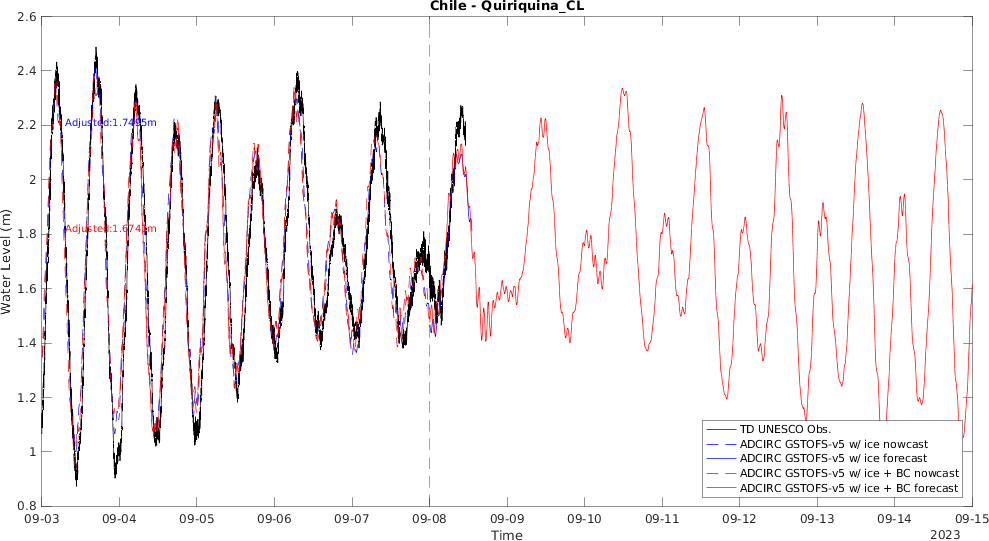 Chile - Quiriquina_CL
2.6
2.4
2.2
2
1.8
1.6
1.4
1.2
1
0.8
Water Level (m)
Adjusted:1.7495m
Adjusted:1.6742m
TD UNESCO Obs.
ADCIRC GSTOFS-v5 w/ ice nowcast
ADCIRC GSTOFS-v5 w/ ice forecast
ADCIRC GSTOFS-v5 w/ ice + BC nowcast
ADCIRC GSTOFS-v5 w/ ice + BC forecast
09-03 09-04 09-05 09-06 09-07 09-08 09-09 09-10 09-11 09-12 09-13 09-14 09-15
Time
2023